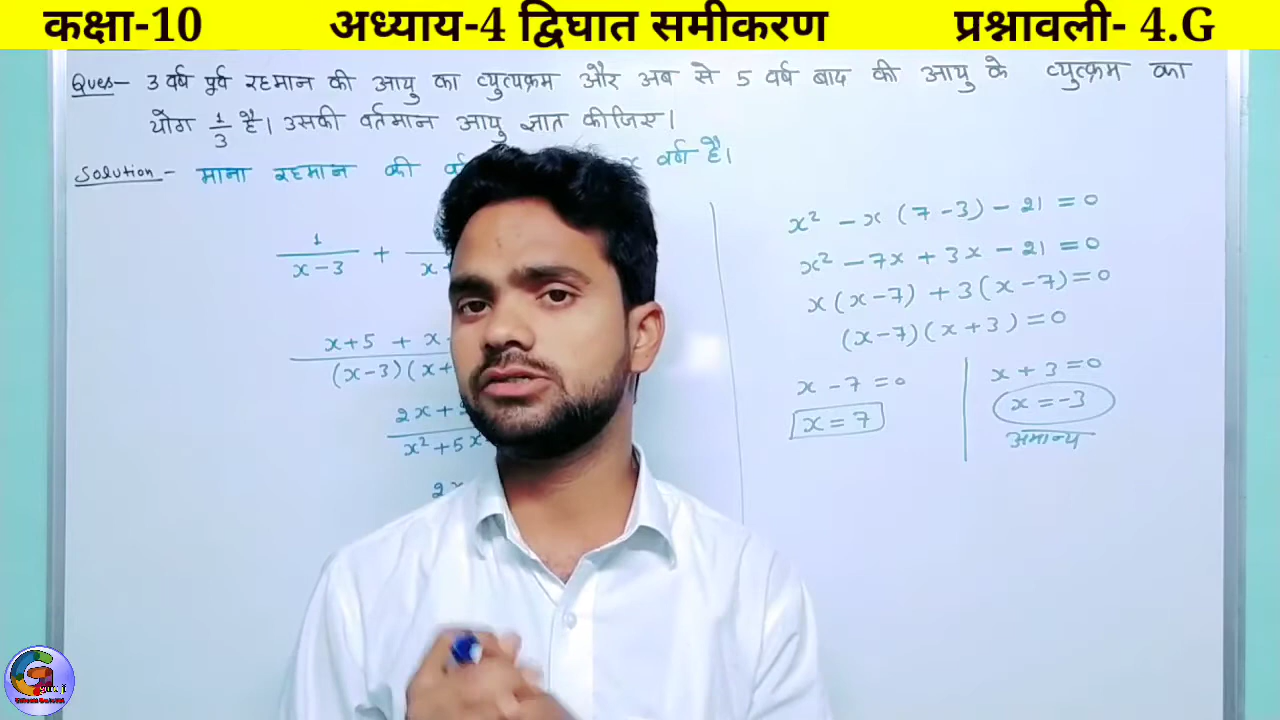 कक्षा-10 अध्याय-4 द्विघात समीकरण प्रश्नावली- 4.G
Ques- 3 वर्ष पूर्व रहमान की आयु का व्युत्पक्रम और अब से 5 वर्ष बाद की आयु के व्युत्क्रम का
योग 1/3 है। उसकी वर्तमान आयु ज्ञात कीजिए।
Solution- माना रहमान की x वर्ष है।
1/(x-3) +
x+5 + x-
(x-3)(x+
2x+2
x²+5x
x² - x(7-3) - 21 = 0
x² - 7x + 3x - 21 = 0
x(x-7) + 3(x-7) = 0
(x-7)(x+3) = 0
x - 7 = 0
x = 7
x + 3 = 0
x = -3
अमान्य